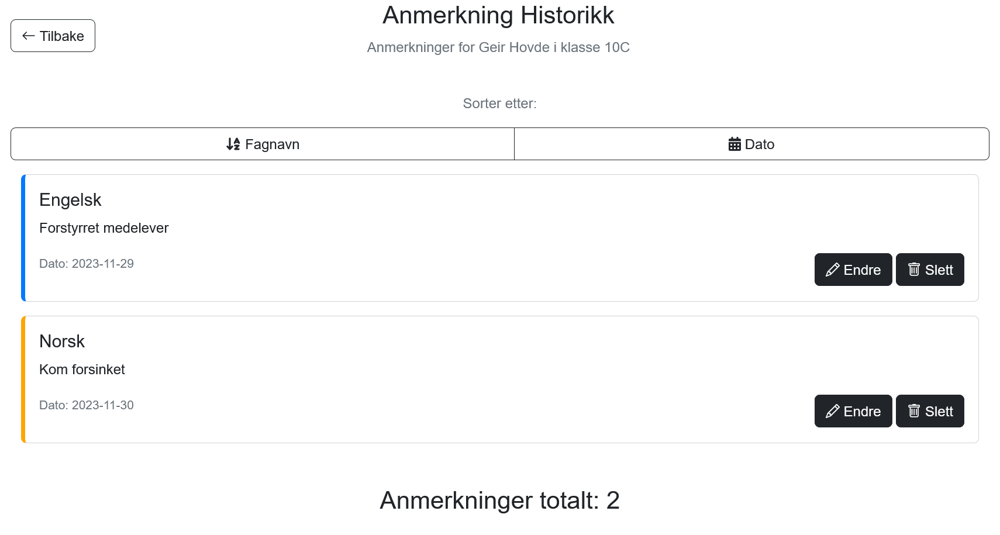 Anmerkning Historikk
Tilbake
Anmerkninger for Geir Hovde i klasse 10C
Sorter etter:
Fagnavn Dato
Engelsk
Forstyrret medelever
Dato: 2023-11-29
Endre Slett
Norsk
Kom forsinket
Dato: 2023-11-30
Endre Slett
Anmerkninger totalt: 2